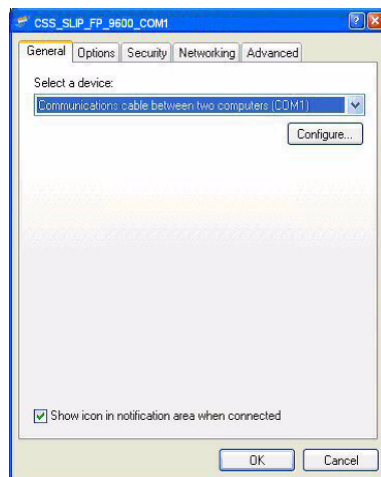 CSS_SLIP_FP_9600_COM1
General Options Security Networking Advanced
Select a device:
Communications cable between two computers (COM1)
Configure...
Show icon in notification area when connected
OK Cancel